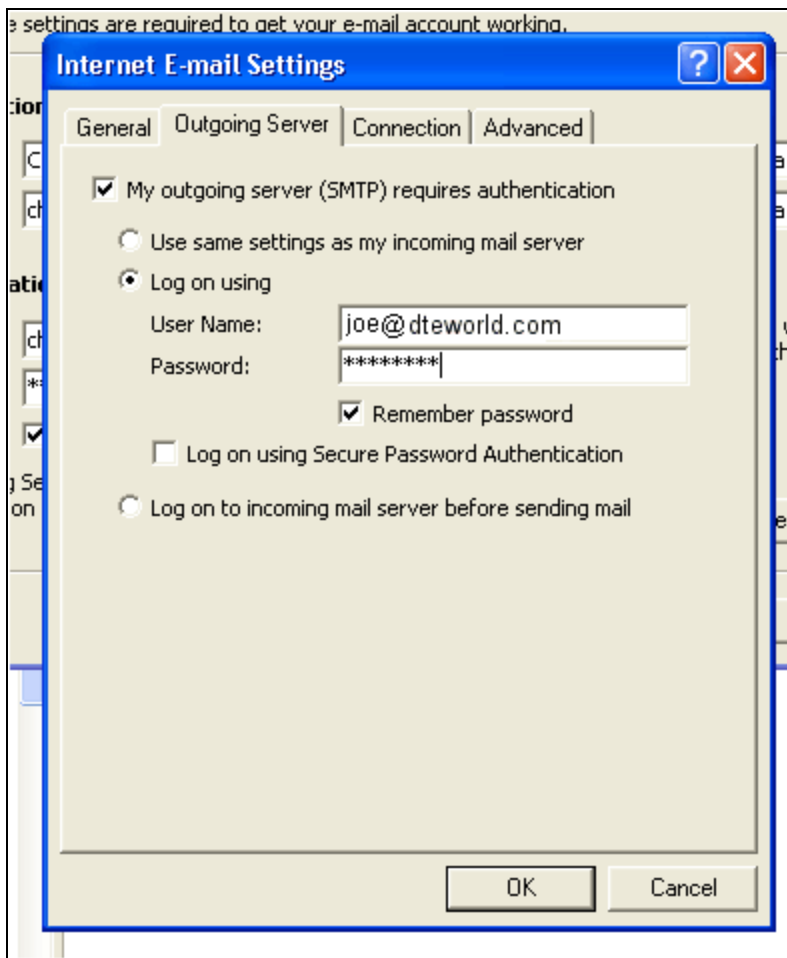 e settings are required to get your e-mail account working.
Internet E-mail Settings
General Outgoing Server Connection Advanced
My outgoing server (SMTP) requires authentication
Use same settings as my incoming mail server
Log on using
User Name: joe@dteworld.com
Password: ********
Remember password
Log on using Secure Password Authentication
Log on to incoming mail server before sending mail
OK Cancel